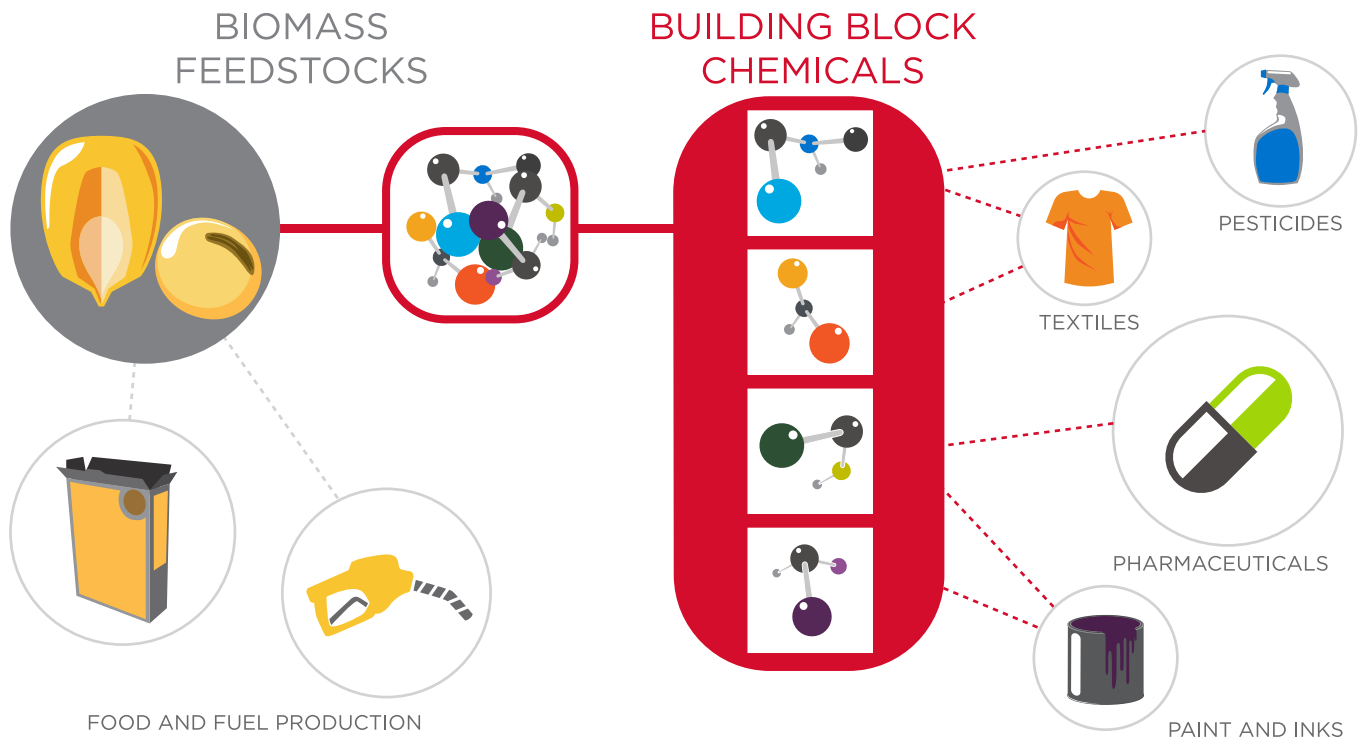 BIOMASS
FEEDSTOCKS
BUILDING BLOCK
CHEMICALS
PESTICIDES
TEXTILES
PHARMACEUTICALS
FOOD AND FUEL PRODUCTION
PAINT AND INKS